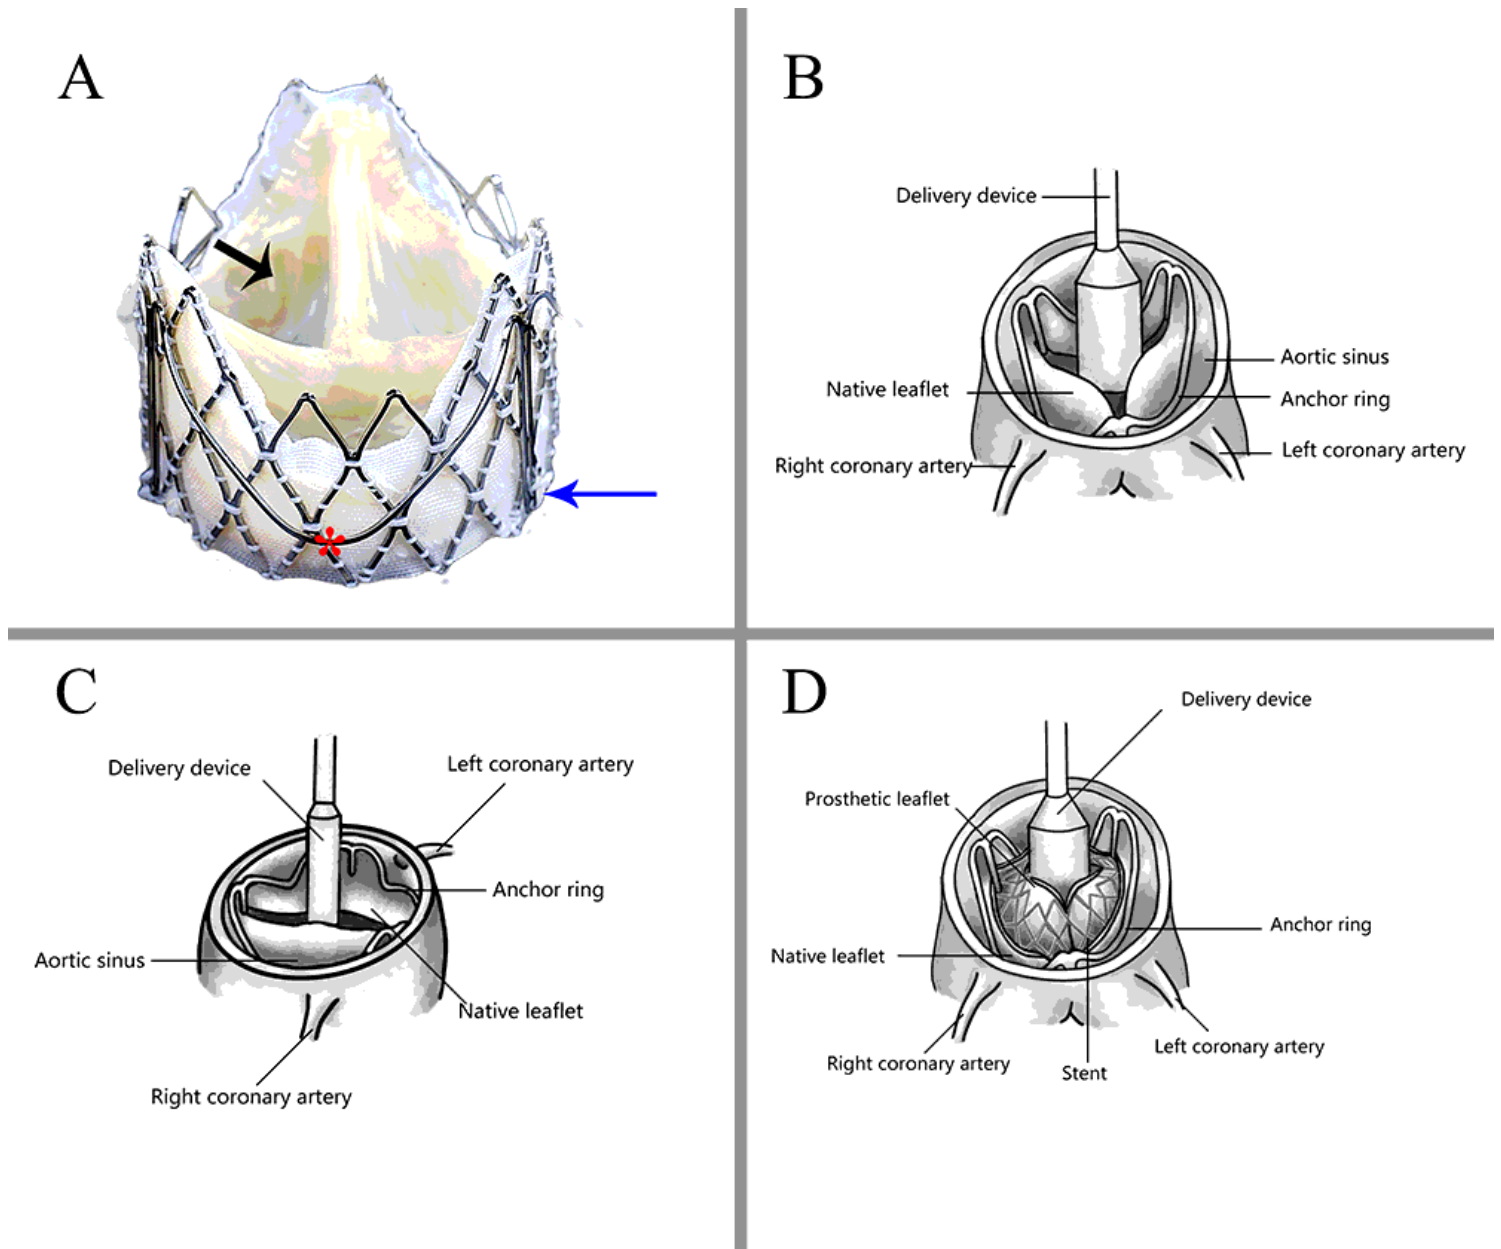 A
B
Delivery device
Aortic sinus
Native leaflet
Anchor ring
Left coronary artery
Right coronary artery
C
Delivery device
Left coronary artery
Anchor ring
Aortic sinus
Native leaflet
Right coronary artery
D
Delivery device
Prosthetic leaflet
Anchor ring
Native leaflet
Left coronary artery
Right coronary artery
Stent